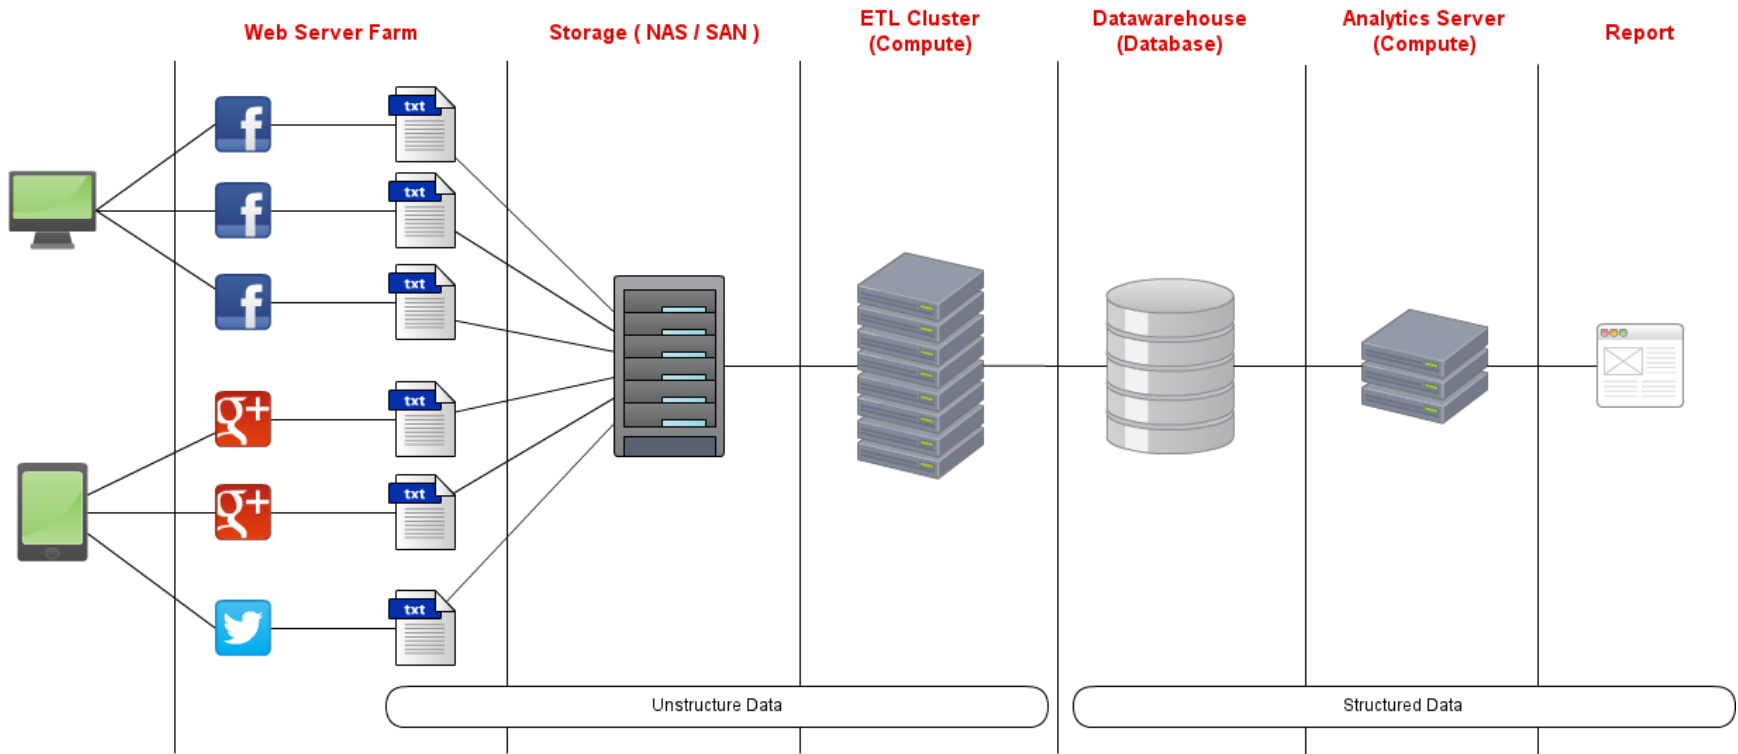 Web Server Farm
Storage ( NAS / SAN )
ETL Cluster
(Compute)
Datawarehouse
(Database)
Analytics Server
(Compute)
Report
txt
txt
txt
g+
txt
g+
txt
txt
Unstructure Data
Structured Data